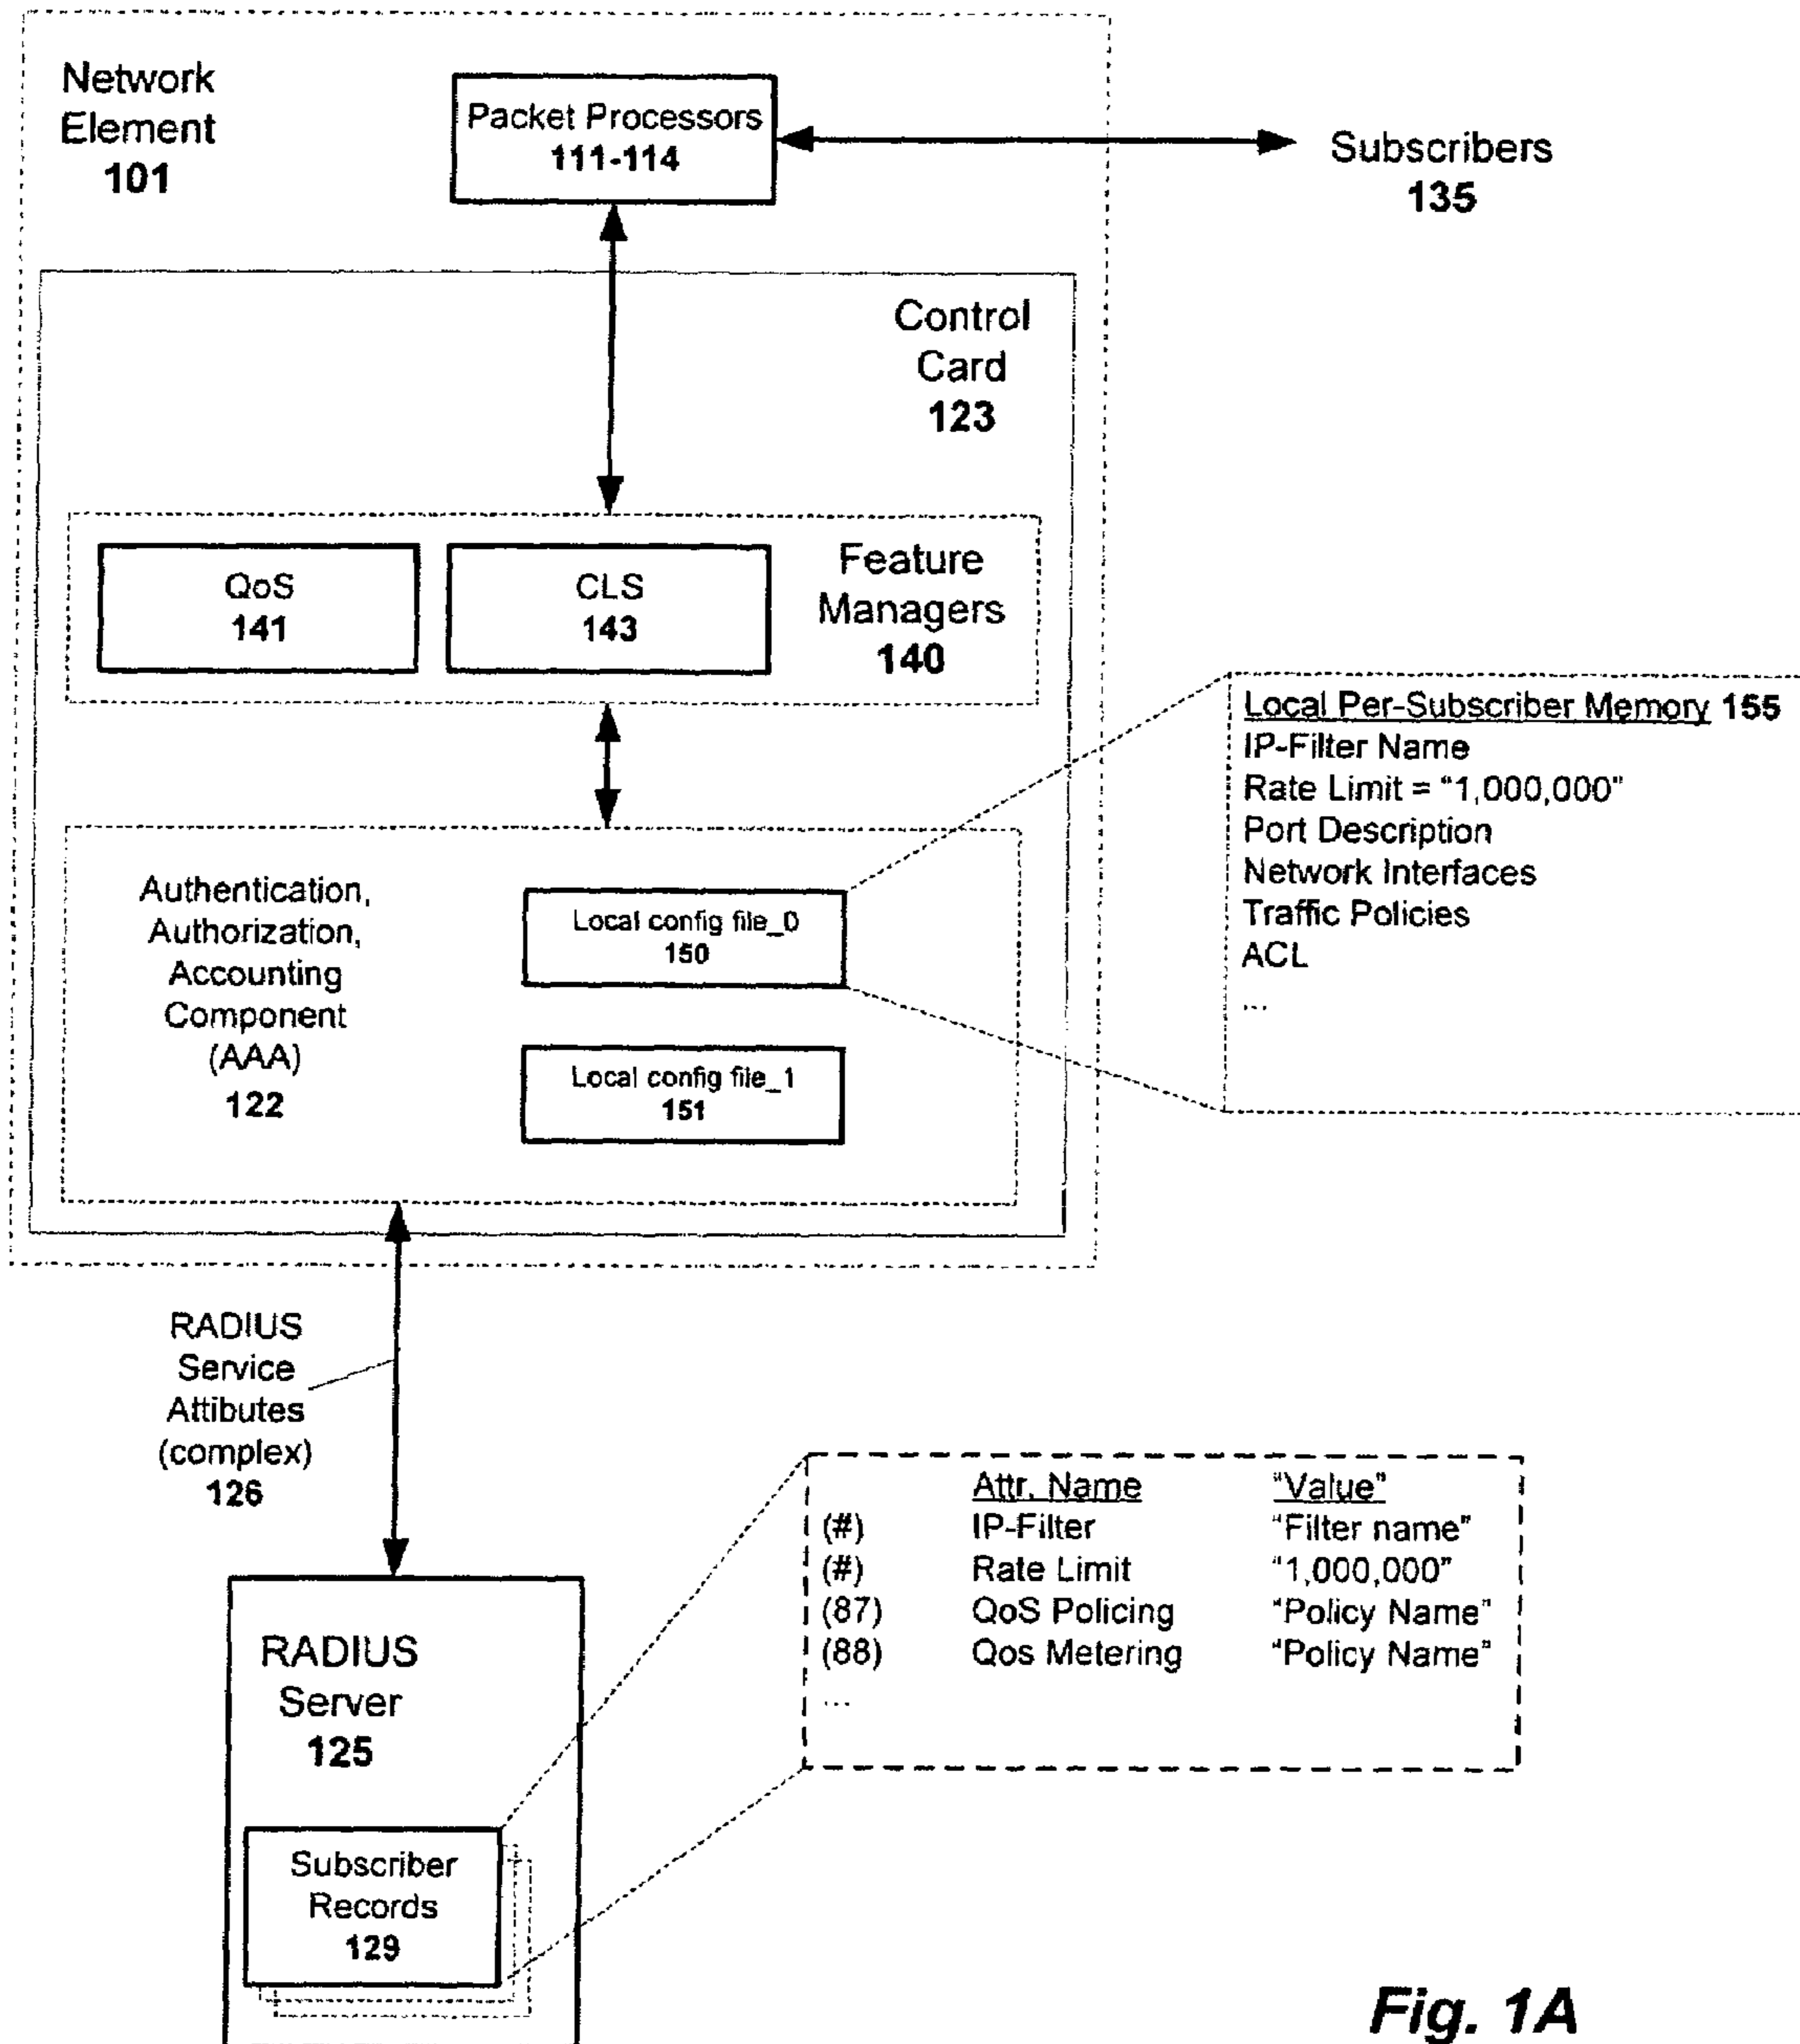 Network
Element
101
Packet Processors
111-114
Subscribers
135
Control
Card
123
QoS
141
CLS
143
Feature
Managers
140
Local Per-Subscriber Memory 155
IP-Filter Name
Rate Limit = "1,000,000"
Port Description
Network Interfaces
Traffic Policies
ACL
...
Authentication,
Authorization,
Accounting
Component
(AAA)
122
Local config file_0
150
Local config file_1
151
RADIUS
Service
Attibutes
(complex)
126
Attr. Name "Value"
(#) IP-Filter "Filter name"
(#) Rate Limit "1,000,000"
(87) QoS Policing "Policy Name"
(88) Qos Metering "Policy Name"
...
RADIUS
Server
125
Subscriber
Records
129
Fig. 1A